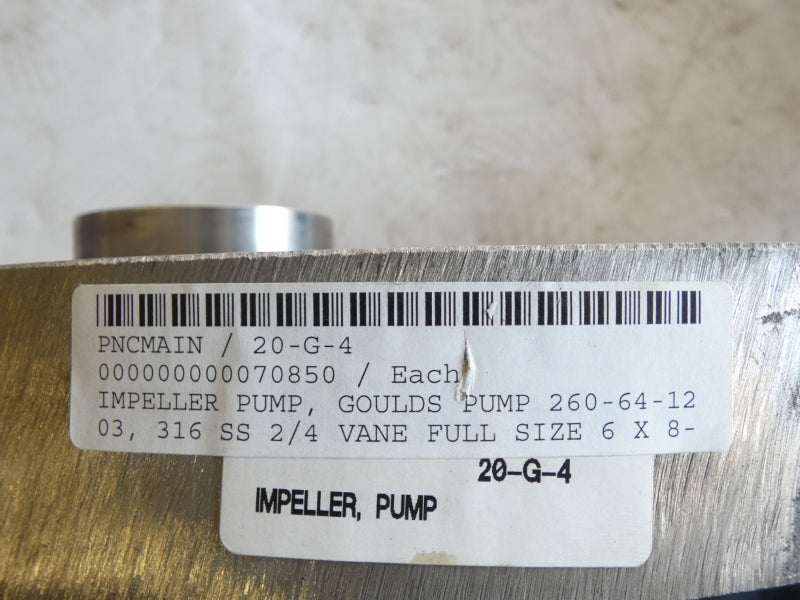 PNCMAIN / 20-G-4
000000000070850 / Each
IMPELLER PUMP, GOULDS PUMP 260-64-12
03, 316 SS 2/4 VANE FULL SIZE 6 X 8-
20-G-4
IMPELLER, PUMP